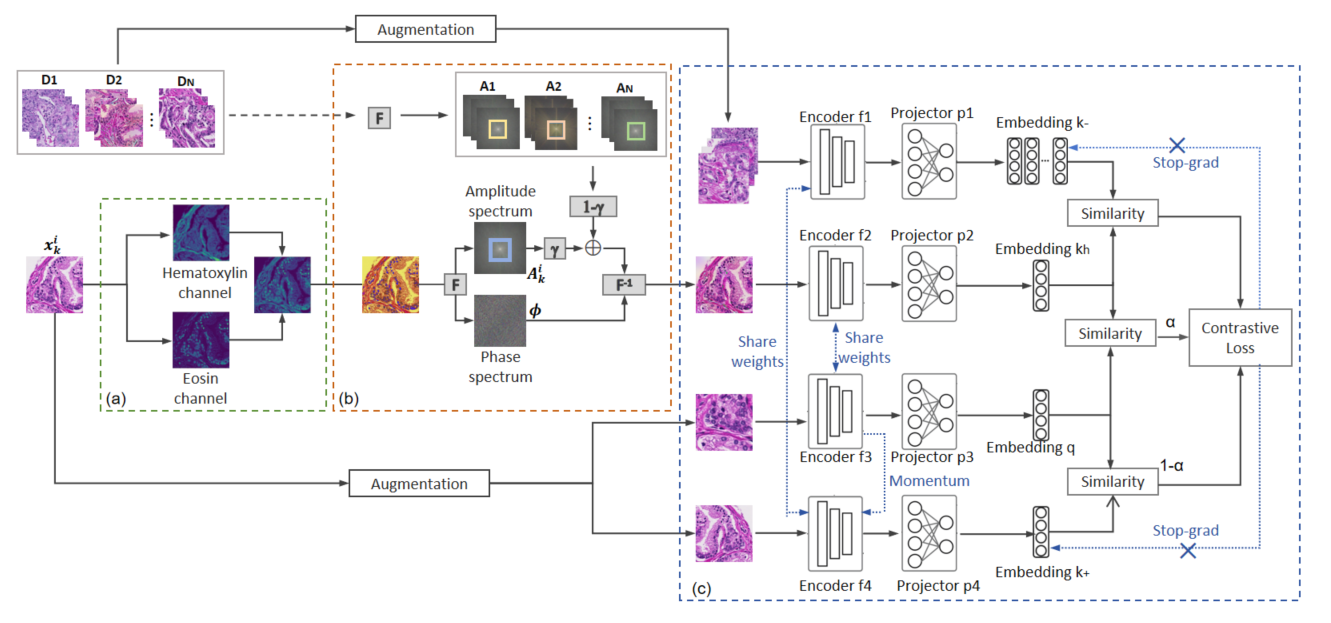 Augmentation
D1
D2
DN
⋮
F
A1
A2
AN
⋮
Amplitude
spectrum
1-γ
γ
A_k^i
F
F-1
ϕ
Phase
spectrum
(b)
x_k^i
Hematoxylin
channel
Eosin
channel
(a)
Augmentation
Encoder f1
Projector p1
Embedding k-
...
Stop-grad
Similarity
Encoder f2
Projector p2
Embedding kh
Share
weights
Share
weights
Similarity
α
Contrastive
Loss
Encoder f3
Projector p3
Embedding q
Momentum
Similarity
1-α
Stop-grad
Encoder f4
Projector p4
Embedding k+
(c)